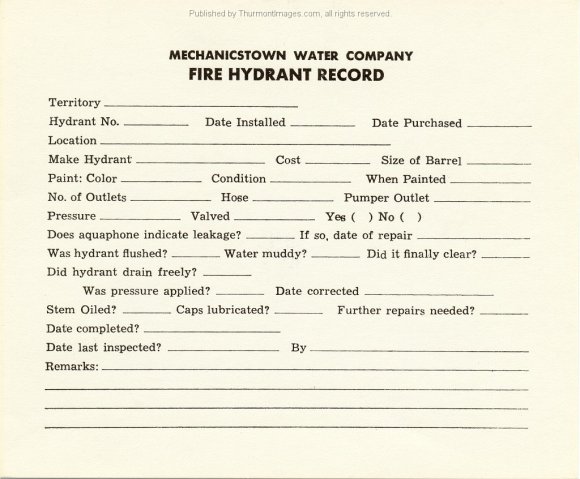 Published by ThurmontImages.com, all rights reserved.
MECHANICSTOWN WATER COMPANY
FIRE HYDRANT RECORD
Territory
Hydrant No. Date Installed Date Purchased
Location
Make Hydrant Cost Size of Barrel
Paint: Color Condition When Painted
No. of Outlets Hose Pumper Outlet
Pressure Valved Yes ( ) No ( )
Does aquaphone indicate leakage? If so, date of repair
Was hydrant flushed? Water muddy? Did it finally clear?
Did hydrant drain freely?
Was pressure applied? Date corrected
Stem Oiled? Caps lubricated? Further repairs needed?
Date completed?
Date last inspected? By
Remarks: